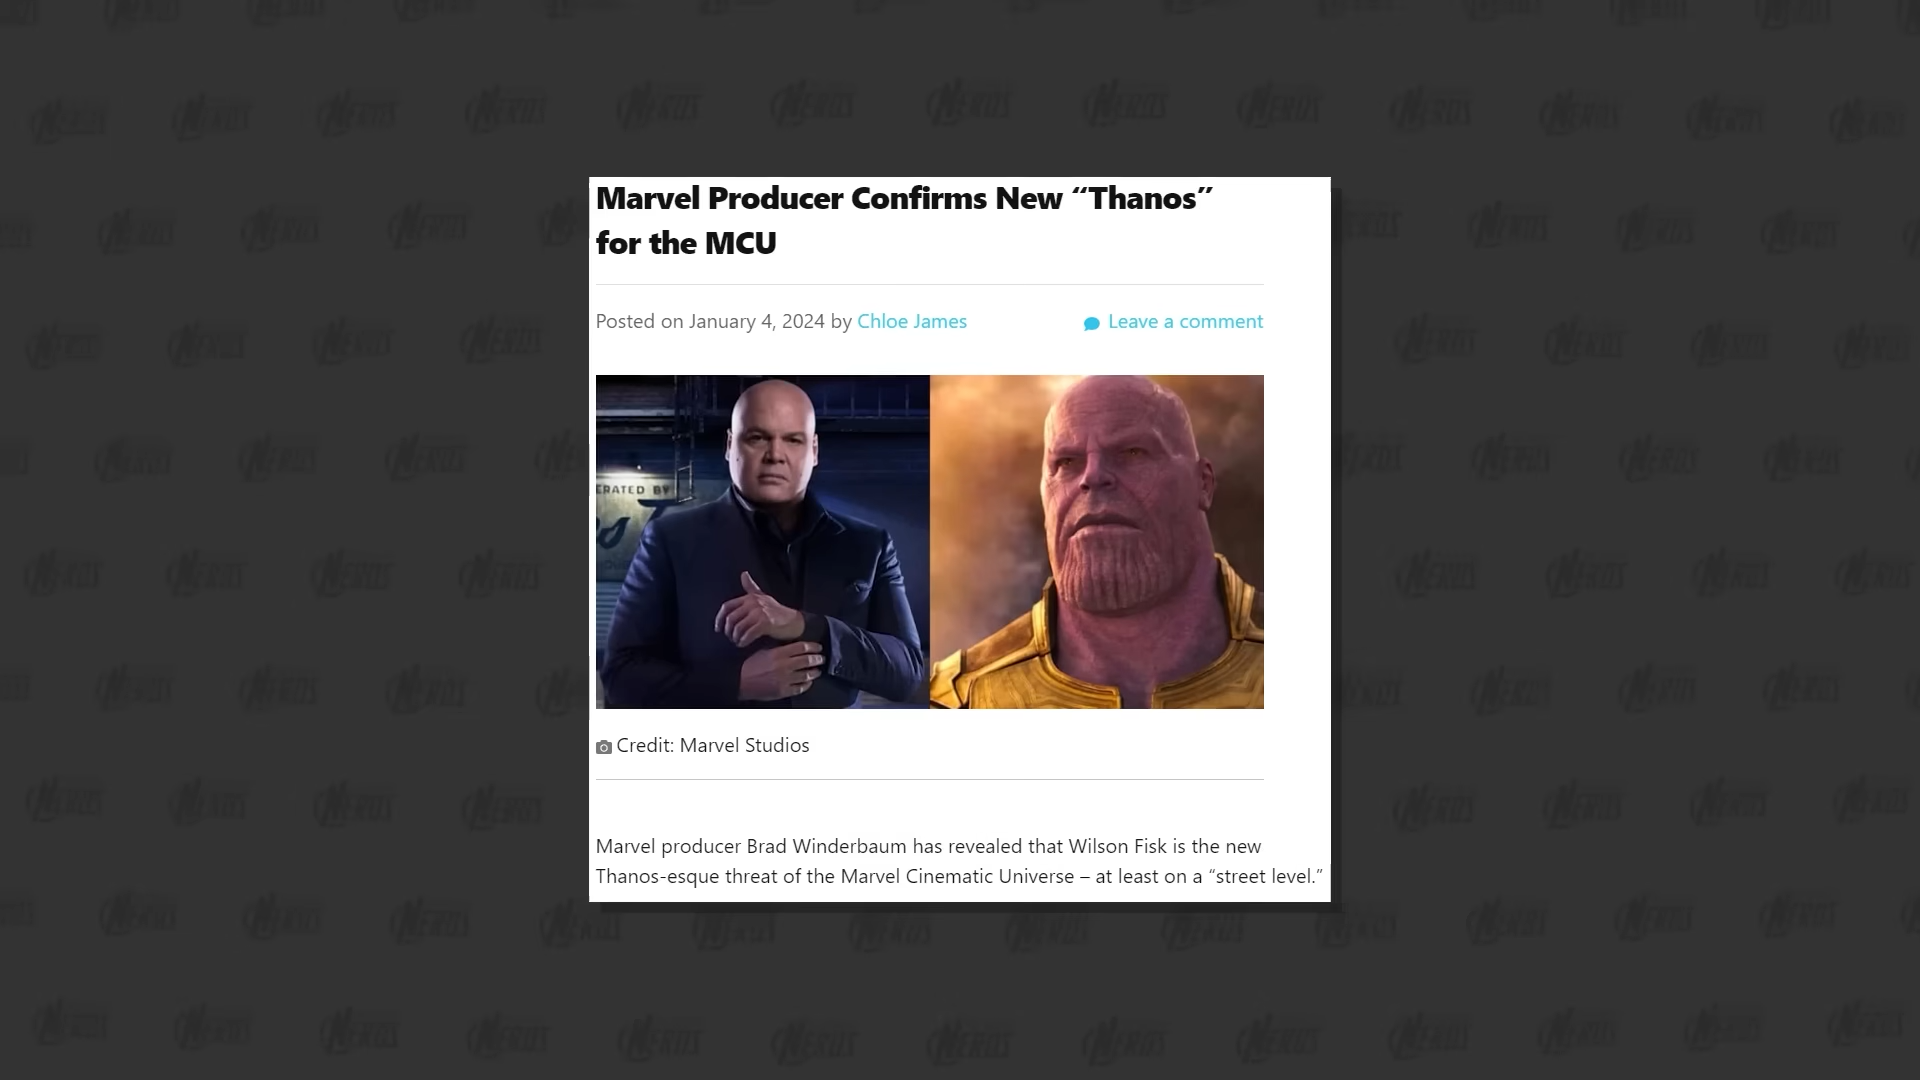 Marvel Producer Confirms New “Thanos”
for the MCU
Posted on January 4, 2024 by Chloe James
Leave a comment
ERATED BY
Credit: Marvel Studios
Marvel producer Brad Winderbaum has revealed that Wilson Fisk is the new
Thanos-esque threat of the Marvel Cinematic Universe – at least on a “street level.”